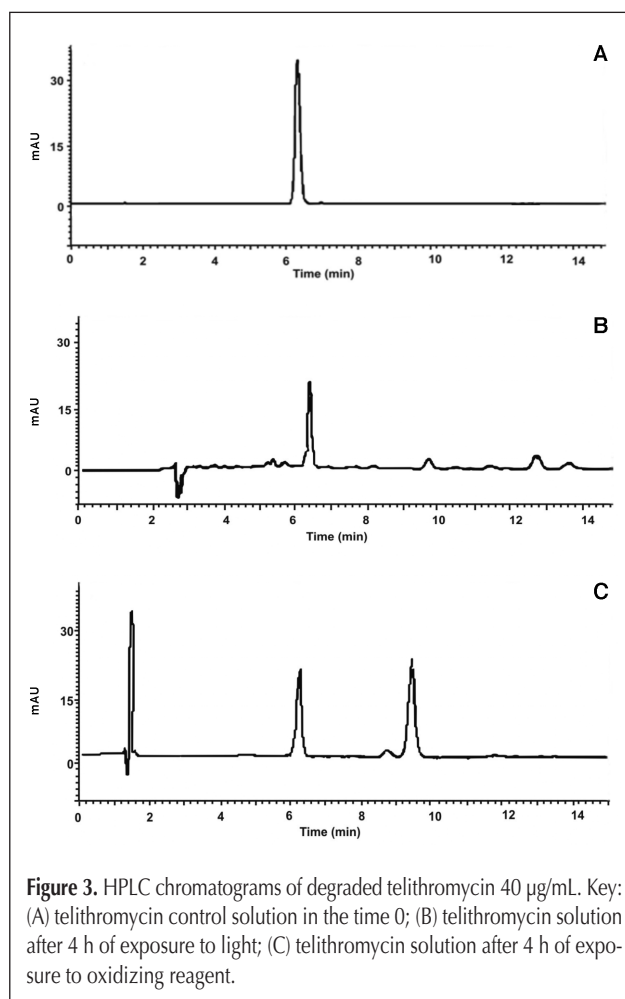 A
30
15
0
mAU
0 2 4 6 8 10 12 14
Time (min)
B
30
15
0
mAU
0 2 4 6 8 10 12 14
Time (min)
C
30
15
0
mAU
0 2 4 6 8 10 12 14
Time (min)
Figure 3. HPLC chromatograms of degraded telithromycin 40 µg/mL. Key:
(A) telithromycin control solution in the time 0; (B) telithromycin solution
after 4 h of exposure to light; (C) telithromycin solution after 4 h of expo-
sure to oxidizing reagent.